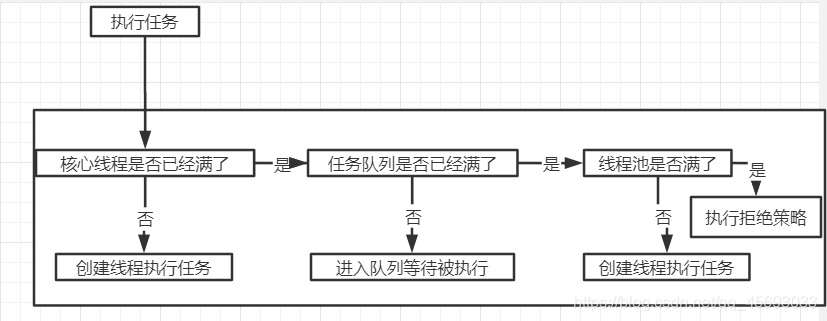 执行任务
核心线程是否已经满了
是
任务队列是否已经满了
是
线程池是否满了
是
执行拒绝策略
否
否
否
创建线程执行任务
进入队列等待被执行
创建线程执行任务
https://blog.csdn.net/qq_45693033